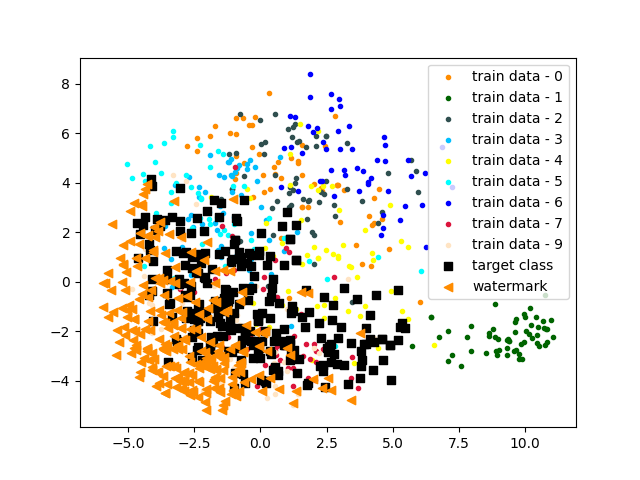 train data - 0
train data - 1
train data - 2
train data - 3
train data - 4
train data - 5
train data - 6
train data - 7
train data - 9
target class
watermark
8
6
4
2
0
−2
−4
−5.0 −2.5 0.0 2.5 5.0 7.5 10.0